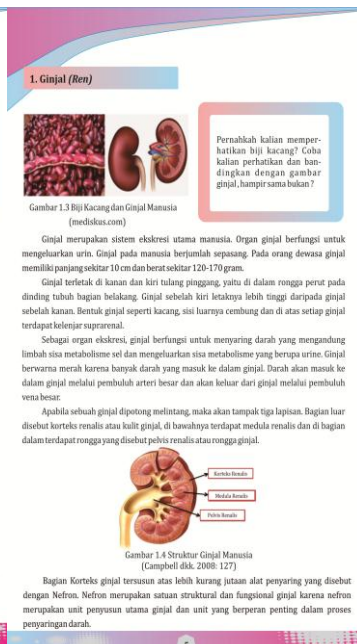 1. Ginjal (Ren)
Pernahkah kalian memper-
hatikan biji kacang? Coba
kalian perhatikan dan ban-
dingkan dengan gambar
ginjal, hampir sama bukan ?
Gambar 1.3 Biji Kacang dan Ginjal Manusia
(mediskus.com)
Ginjal merupakan sistem ekskresi utama manusia. Organ ginjal berfungsi untuk
mengeluarkan urin. Ginjal pada manusia berjumlah sepasang. Pada orang dewasa ginjal
memiliki panjang sekitar 10 cm dan berat sekitar 120-170 gram.
Ginjal terletak di kanan dan kiri tulang pinggang, yaitu di dalam rongga perut pada
dinding tubuh bagian belakang. Ginjal sebelah kiri letaknya lebih tinggi daripada ginjal
sebelah kanan. Bentuk ginjal seperti kacang, sisi luarnya cembung dan di atas setiap ginjal
terdapat kelenjar suprarenal.
Sebagai organ ekskresi, ginjal berfungsi untuk menyaring darah yang mengandung
limbah sisa metabolisme sel dan mengeluarkan sisa metabolisme yang berupa urine. Ginjal
berwarna merah karena banyak darah yang masuk ke dalam ginjal. Darah akan masuk ke
dalam ginjal melalui pembuluh arteri besar dan akan keluar dari ginjal melalui pembuluh
vena besar.
Apabila sebuah ginjal dipotong melintang, maka akan tampak tiga lapisan. Bagian luar
disebut korteks renalis atau kulit ginjal, di bawahnya terdapat medula renalis dan di bagian
dalam terdapat rongga yang disebut pelvis renalis atau rongga ginjal.
Korteks Renalis
Medula Renalis
Pelvis Renalis
Gambar 1.4 Struktur Ginjal Manusia
(Campbell dkk. 2008: 127)
Bagian Korteks ginjal tersusun atas lebih kurang jutaan alat penyaring yang disebut
dengan Nefron. Nefron merupakan satuan struktural dan fungsional ginjal karena nefron
merupakan unit penyusun utama ginjal dan unit yang berperan penting dalam proses
penyaringan darah.